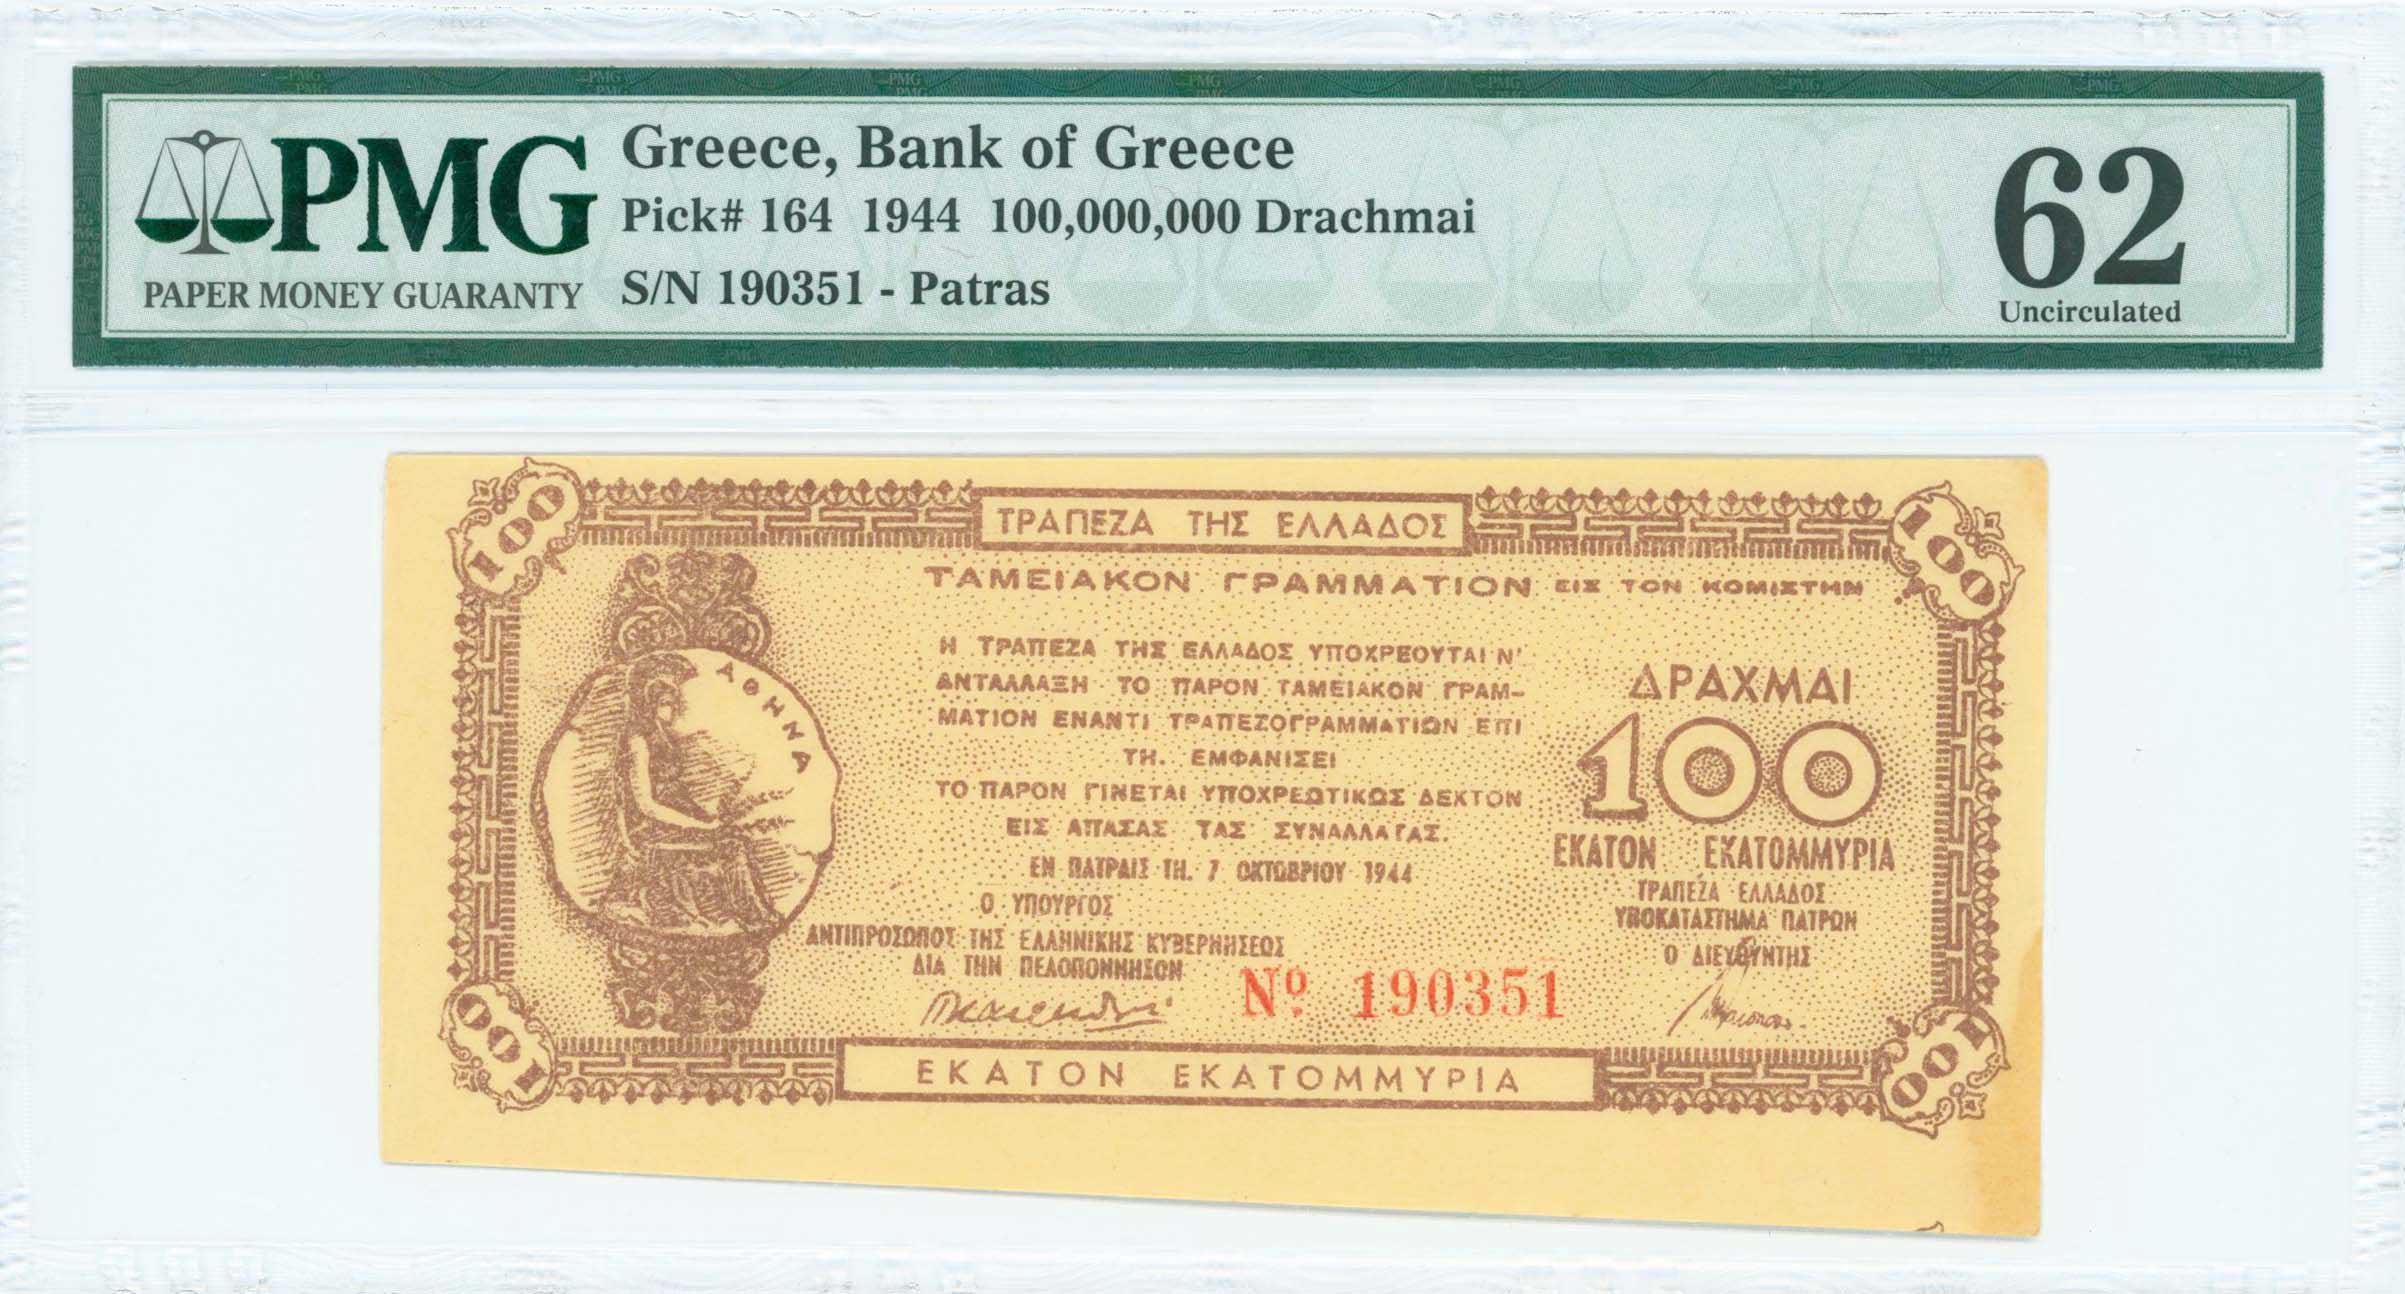 PMG
PAPER MONEY GUARANTY
Greece, Bank of Greece
Pick# 164 1944 100,000,000 Drachmai
S/N 190351 - Patras
62
Uncirculated
100
ΤΡΑΠΕΖΑ ΤΗΣ ΕΛΛΑΔΟΣ
100
ΤΑΜΕΙΑΚΟΝ ΓΡΑΜΜΑΤΙΟΝ ΕΙΣ ΤΟΝ ΚΟΜΙΣΤΗΝ
ΑΘΗΝΑ
Η ΤΡΑΠΕΖΑ ΤΗΣ ΕΛΛΑΔΟΣ ΥΠΟΧΡΕΟΥΤΑΙ Ν'
ΑΝΤΑΛΛΑΞΗ ΤΟ ΠΑΡΟΝ ΤΑΜΕΙΑΚΟΝ ΓΡΑΜ-
ΜΑΤΙΟΝ ΕΝΑΝΤΙ ΤΡΑΠΕΖΟΓΡΑΜΜΑΤΙΩΝ ΕΠΙ
ΤΗ. ΕΜΦΑΝΙΣΕΙ
ΤΟ ΠΑΡΟΝ ΓΙΝΕΤΑΙ ΥΠΟΧΡΕΩΤΙΚΩΣ ΔΕΚΤΟΝ
ΕΙΣ ΑΠΑΣΑΣ ΤΑΣ ΣΥΝΑΛΛΑΓΑΣ.
ΕΝ ΠΑΤΡΑΙΣ ΤΗ. 7 ΟΚΤΩΒΡΙΟΥ 1944
Ο ΥΠΟΥΡΓΟΣ
ΑΝΤΙΠΡΟΣΩΠΟΣ ΤΗΣ ΕΛΛΗΝΙΚΗΣ ΚΥΒΕΡΝΗΣΕΩΣ
ΔΙΑ ΤΗΝ ΠΕΛΟΠΟΝΝΗΣΟΝ
Nº 190351
ΔΡΑΧΜΑΙ
100
ΕΚΑΤΟΝ ΕΚΑΤΟΜΜΥΡΙΑ
ΤΡΑΠΕΖΑ ΕΛΛΑΔΟΣ
ΥΠΟΚΑΤΑΣΤΗΜΑ ΠΑΤΡΩΝ
Ο ΔΙΕΥΘΥΝΤΗΣ
100
ΕΚΑΤΟΝ ΕΚΑΤΟΜΜΥΡΙΑ
100